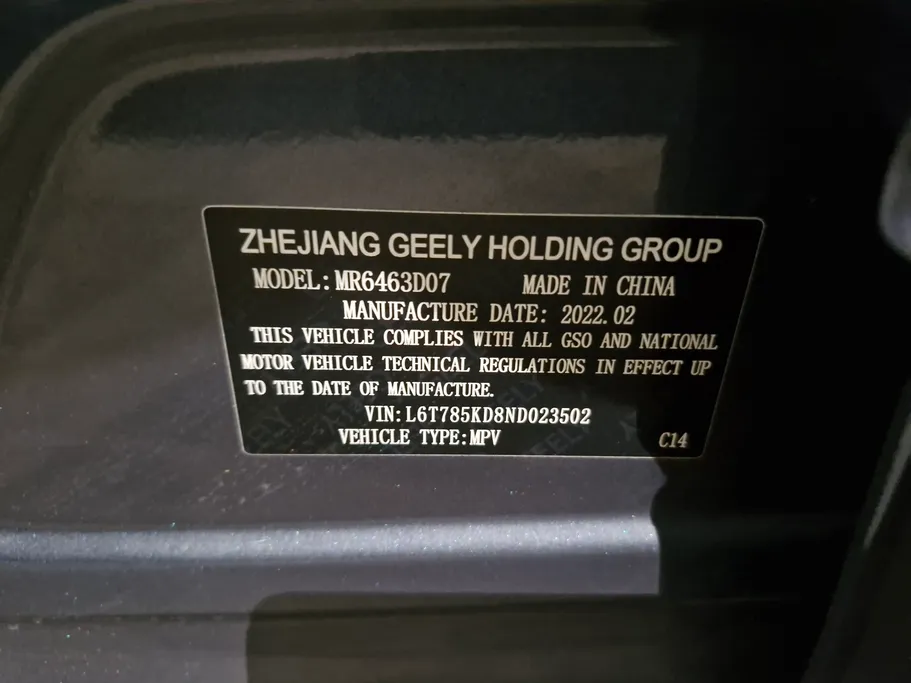 ZHEJIANG GEELY HOLDING GROUP
MODEL: MR6463D07 MADE IN CHINA
MANUFACTURE DATE: 2022.02
THIS VEHICLE COMPLIES WITH ALL GSO AND NATIONAL
MOTOR VEHICLE TECHNICAL REGULATIONS IN EFFECT UP
TO THE DATE OF MANUFACTURE.
VIN: L6T785KD8ND023502
VEHICLE TYPE: MPV C14